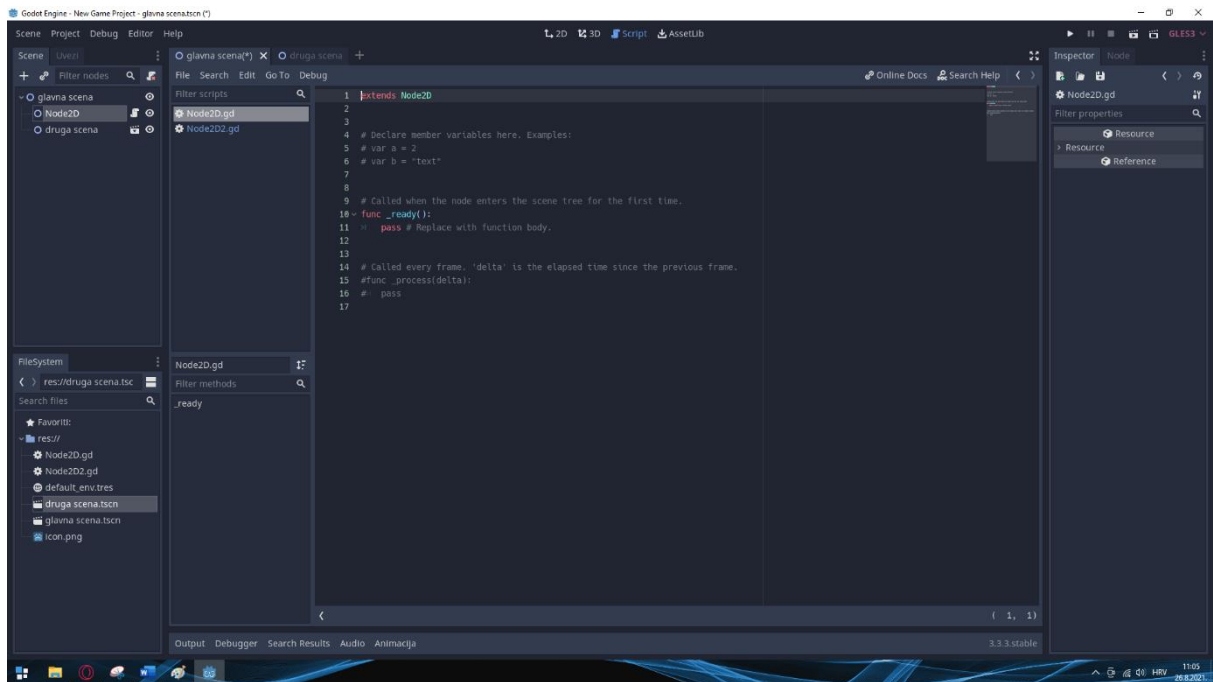 Godot Engine - New Game Project - glavna scena.tscn (*)
Scene Project Debug Editor Help
2D 3D Script AssetLib
GLES3
Scene Uvezi
glavna scena(*) druga scena
Inspector Node
Filter nodes
File Search Edit Go To Debug
Online Docs Search Help
glavna scena
Node2D
druga scena
Filter scripts
Node2D.gd
Node2D2.gd
1 extends Node2D
2
3
4 # Declare member variables here. Examples:
5 # var a = 2
6 # var b = "text"
7
8
9 # Called when the node enters the scene tree for the first time.
10 func _ready():
11 pass # Replace with function body.
12
13
14 # Called every frame. 'delta' is the elapsed time since the previous frame.
15 #func _process(delta):
16 # pass
17
Node2D.gd
Filter properties
Resource
Resource
Reference
FileSystem
res://druga scena.tsc
Search files
Favoriti:
res://
Node2D.gd
Node2D2.gd
default_env.tres
druga scena.tscn
glavna scena.tscn
icon.png
Node2D.gd
Filter methods
_ready
( 1, 1)
Output Debugger Search Results Audio Animacija
3.3.3.stable
HRV
11:05
26.8.2021.